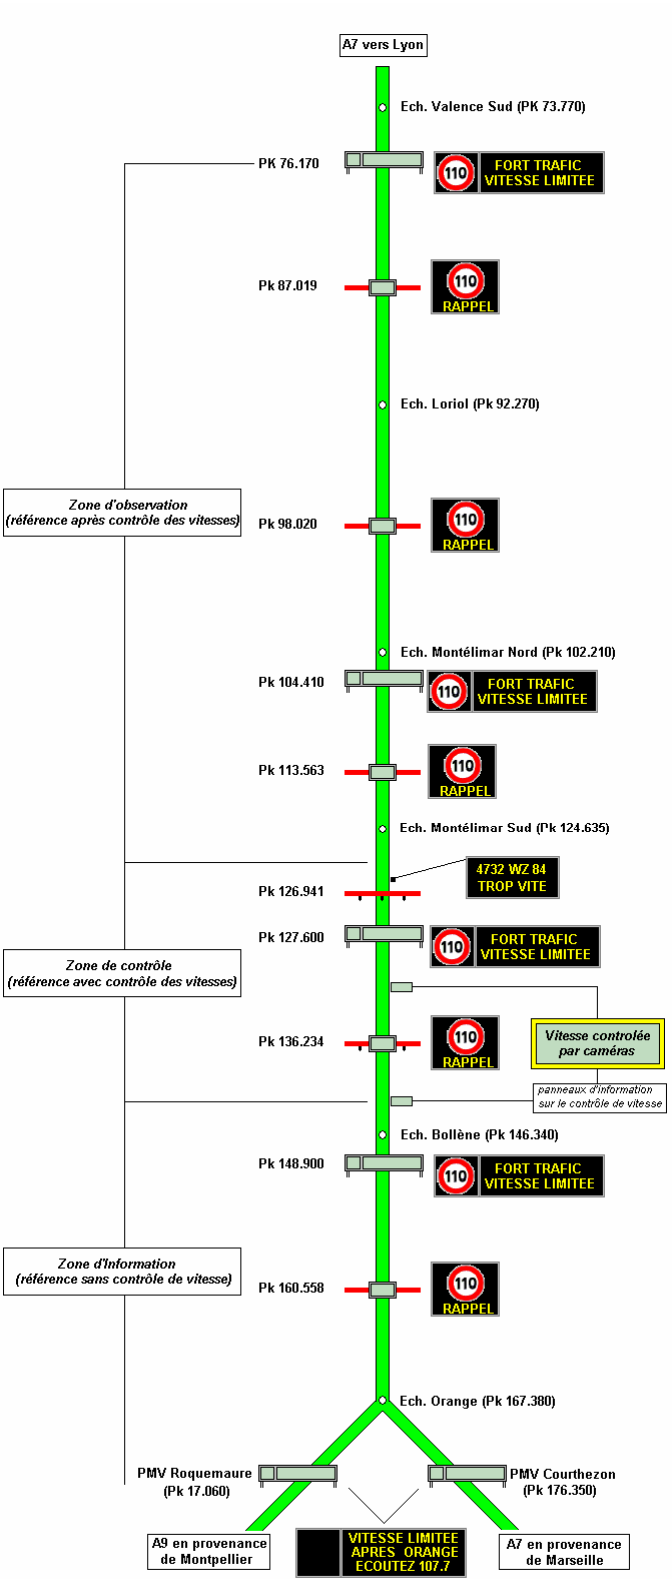 A7 vers Lyon
Ech. Valence Sud (PK 73.770)
PK 76.170
110
FORT TRAFIC
VITESSE LIMITEE
Pk 87.019
110
RAPPEL
Ech. Loriol (Pk 92.270)
Zone d'observation
(référence après contrôle des vitesses)
Pk 98.020
110
RAPPEL
Ech. Montélimar Nord (Pk 102.210)
Pk 104.410
110
FORT TRAFIC
VITESSE LIMITEE
Pk 113.563
110
RAPPEL
Ech. Montélimar Sud (Pk 124.635)
4732 WZ 84
TROP VITE
Pk 126.941
Pk 127.600
110
FORT TRAFIC
VITESSE LIMITEE
Zone de contrôle
(référence avec contrôle des vitesses)
Pk 136.234
110
RAPPEL
Vitesse controlée
par caméras
panneaux d'information
sur le contrôle de vitesse
Ech. Bollène (Pk 146.340)
Pk 148.900
110
FORT TRAFIC
VITESSE LIMITEE
Zone d'Information
(référence sans contrôle de vitesse)
Pk 160.558
110
RAPPEL
Ech. Orange (Pk 167.380)
PMV Roquemaure
(Pk 17.060)
PMV Courthezon
(Pk 176.350)
A9 en provenance
de Montpellier
VITESSE LIMITEE
APRES ORANGE
ECOUTEZ 107.7
A7 en provenance
de Marseille